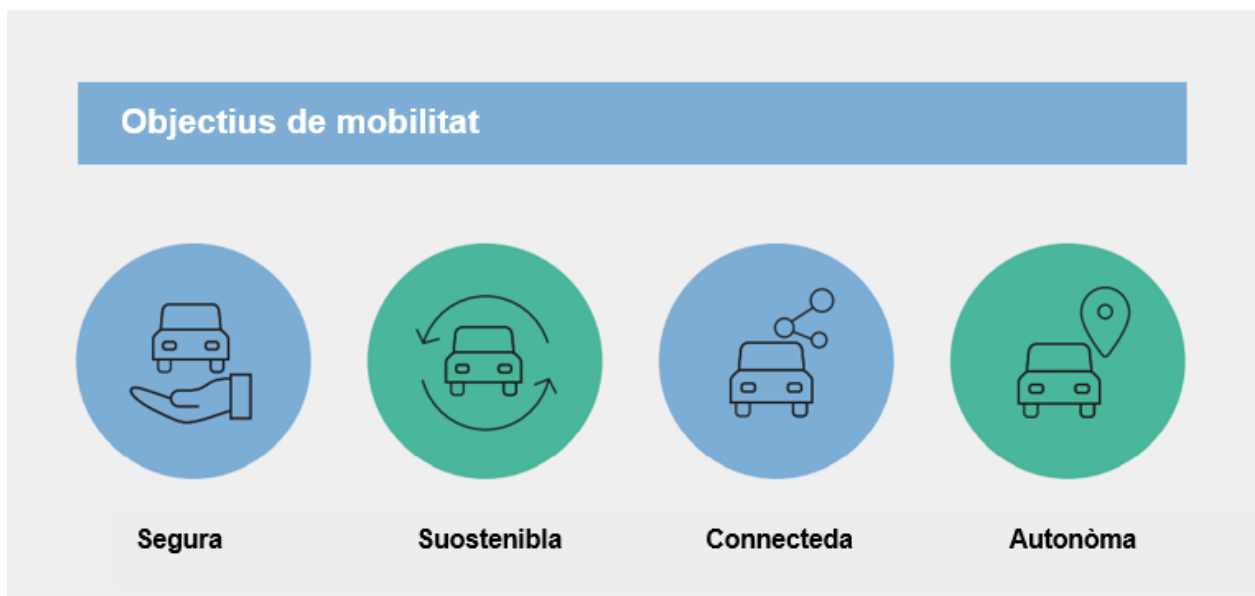 Objectius de mobilitat
Segura
Suostenibla
Connecteda
Autonòma